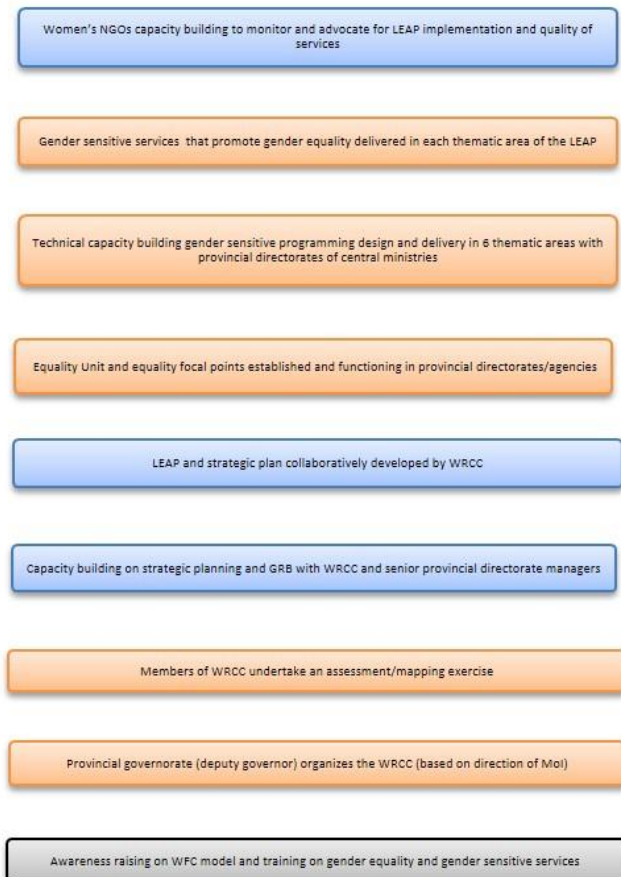 Women's NGOs capacity building to monitor and advocate for LEAP implementation and quality of
services
Gender sensitive services that promote gender equality delivered in each thematic area of the LEAP
Technical capacity building gender sensitive programming design and delivery in 6 thematic areas with
provincial directorates of central ministries
Equality Unit and equality focal points established and functioning in provincial directorates/agencies
LEAP and strategic plan collaboratively developed by WRCC
Capacity building on strategic planning and GRB with WRCC and senior provincial directorate managers
Members of WRCC undertake an assessment/mapping exercise
Provincial governorate (deputy governor) organizes the WRCC (based on direction of MoI)
Awareness raising on WFC model and training on gender equality and gender sensitive services